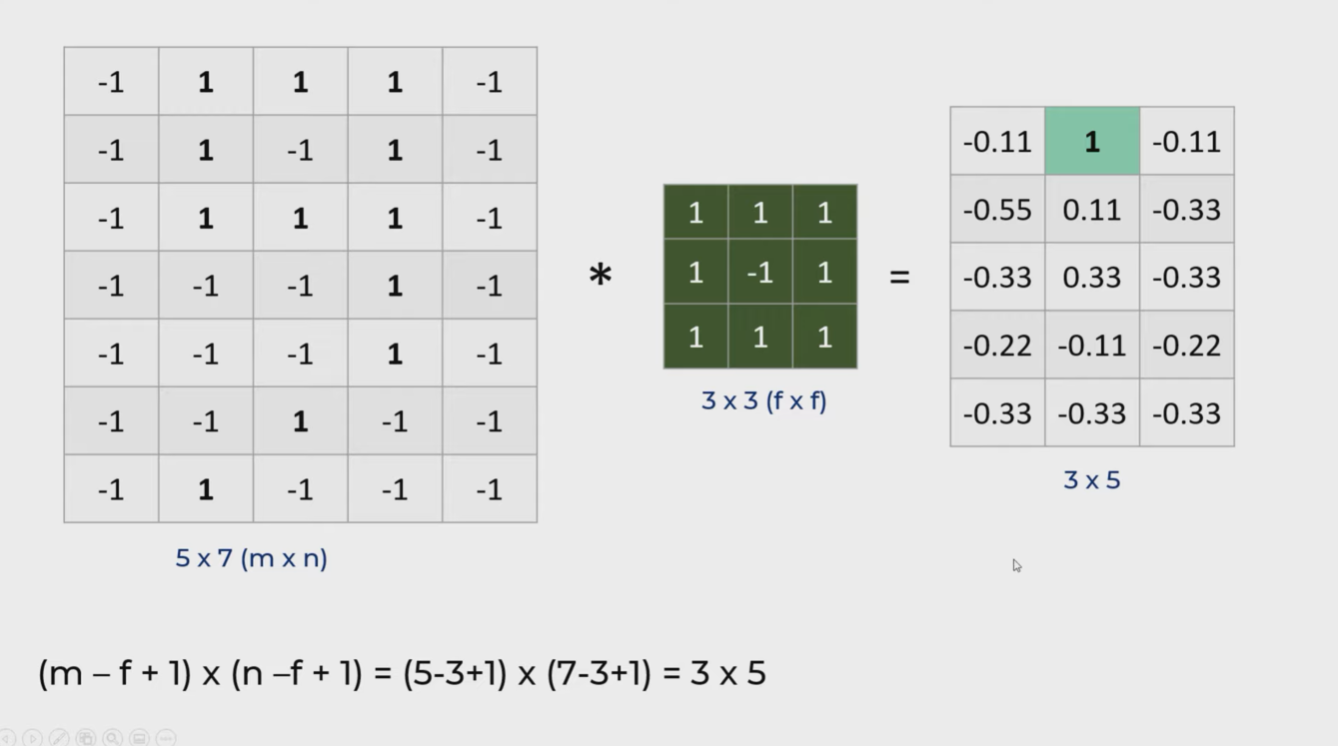 -1 1 1 1 -1
-1 1 -1 1 -1
-1 1 1 1 -1
-1 -1 -1 1 -1
-1 -1 -1 1 -1
-1 -1 1 -1 -1
-1 1 -1 -1 -1
5 x 7 (m x n)
*
1 1 1
1 -1 1
1 1 1
3 x 3 (f x f)
=
-0.11 1 -0.11
-0.55 0.11 -0.33
-0.33 0.33 -0.33
-0.22 -0.11 -0.22
-0.33 -0.33 -0.33
3 x 5
(m – f + 1) x (n –f + 1) = (5-3+1) x (7-3+1) = 3 x 5